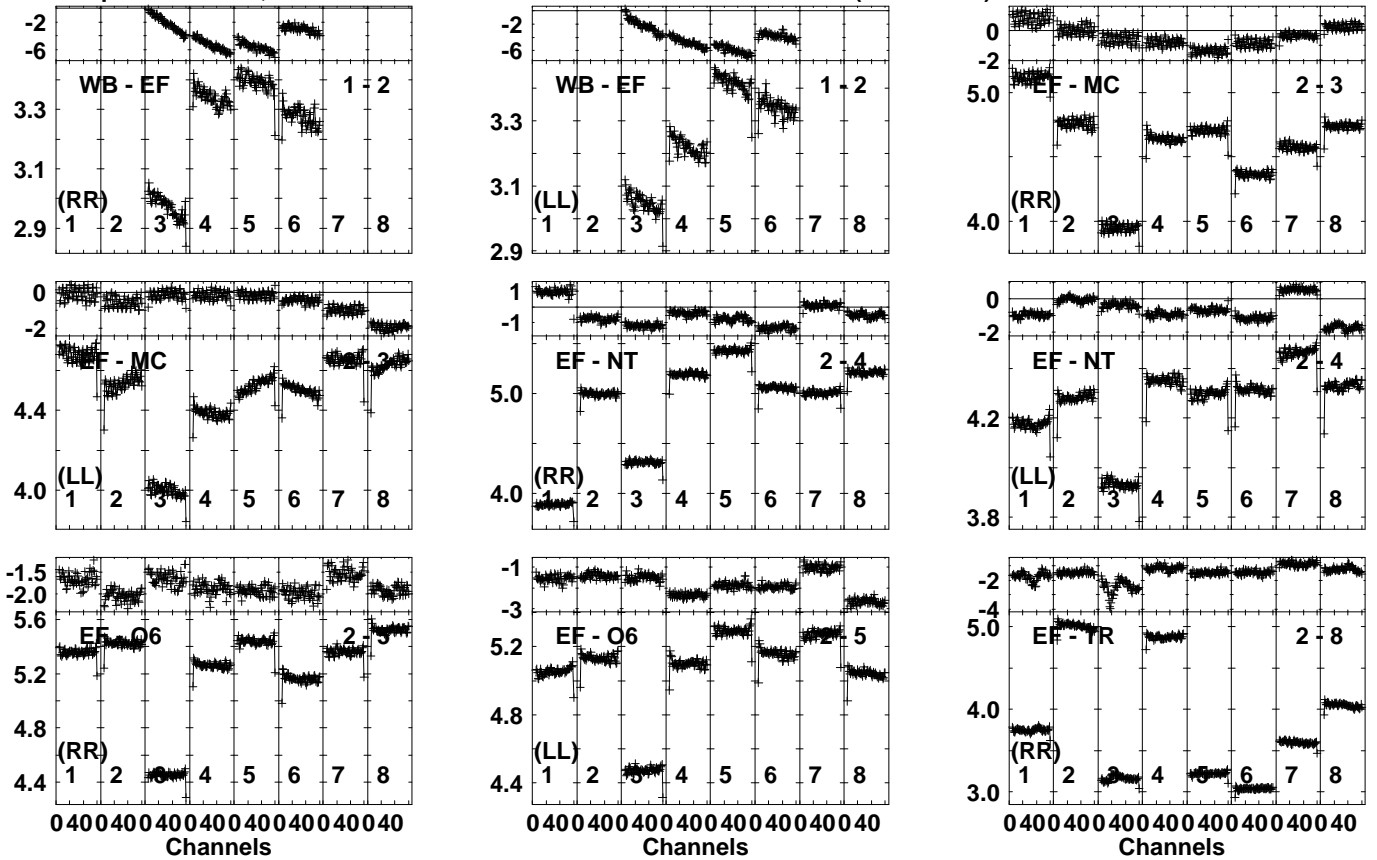 -2
-6
WB - EF 1 - 2
3.3
3.1
2.9
(RR)
1 2 3 4 5 6 7 8
-2
-6
WB - EF 1 - 2
3.3
3.1
2.9
(LL)
1 2 3 4 5 6 7 8
0
-2
EF - MC 2 - 3
5.0
4.0
(RR)
1 2 3 4 5 6 7 8
0
-2
EF - MC 2 - 3
4.4
4.0
(LL)
1 2 3 4 5 6 7 8
1
-1
EF - NT 2 - 4
5.0
4.0
(RR)
1 2 3 4 5 6 7 8
0
-2
EF - NT 2 - 4
4.2
3.8
(LL)
1 2 3 4 5 6 7 8
-1.5
-2.0
EF - O6 2 - 5
5.6
5.2
4.8
4.4
(RR)
1 2 3 4 5 6 7 8
0 40 0 40 0 40 0 40 0 40 0 40 0 40 0 40
Channels
-1
-3
EF - O6 2 - 5
5.2
4.8
4.4
(LL)
1 2 3 4 5 6 7 8
0 40 0 40 0 40 0 40 0 40 0 40 0 40 0 40
Channels
-2
-4
EF - TR 2 - 8
5.0
4.0
3.0
(RR)
1 2 3 4 5 6 7 8
0 40 0 40 0 40 0 40 0 40 0 40 0 40 0 40
Channels